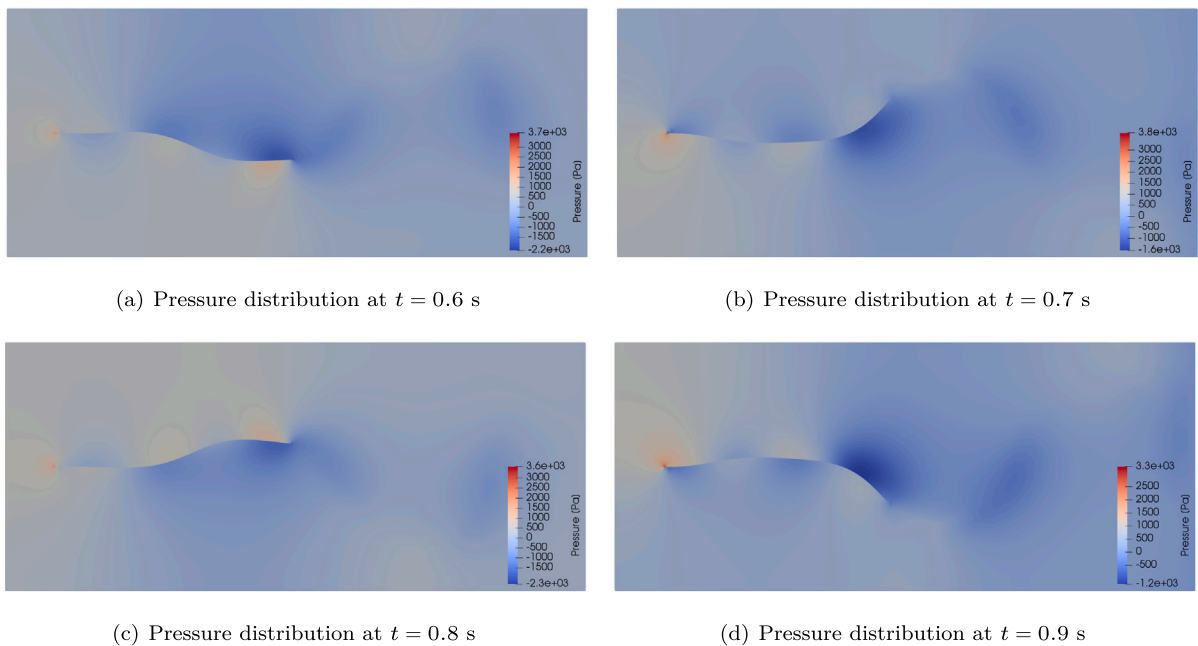 3.7e+03
3000
2500
2000
1500
1000
500
0
-500
-1000
-1500
-2.2e+03
Pressure (Pa)
3.8e+03
3000
2500
2000
1500
1000
500
0
-500
-1000
-1.6e+03
Pressure (Pa)
(a) Pressure distribution at t = 0.6 s
(b) Pressure distribution at t = 0.7 s
3.6e+03
3000
2500
2000
1500
1000
500
0
-500
-1000
-1500
-2.3e+03
Pressure (Pa)
3.3e+03
2500
2000
1500
1000
500
0
-500
-1.2e+03
Pressure (Pa)
(c) Pressure distribution at t = 0.8 s
(d) Pressure distribution at t = 0.9 s